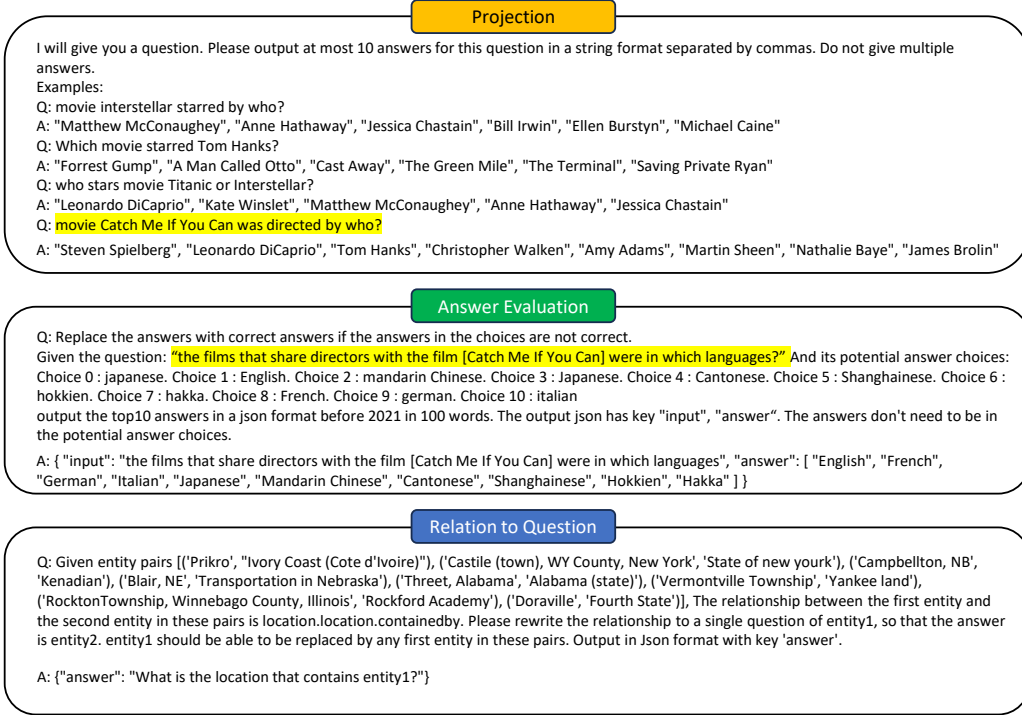 Projection
I will give you a question. Please output at most 10 answers for this question in a string format separated by commas. Do not give multiple
answers.
Examples:
Q: movie interstellar starred by who?
A: "Matthew McConaughey", "Anne Hathaway", "Jessica Chastain", "Bill Irwin", "Ellen Burstyn", "Michael Caine"
Q: Which movie starred Tom Hanks?
A: "Forrest Gump", "A Man Called Otto", "Cast Away", "The Green Mile", "The Terminal", "Saving Private Ryan"
Q: who stars movie Titanic or Interstellar?
A: "Leonardo DiCaprio", "Kate Winslet", "Matthew McConaughey", "Anne Hathaway", "Jessica Chastain"
Q: movie Catch Me If You Can was directed by who?
A: "Steven Spielberg", "Leonardo DiCaprio", "Tom Hanks", "Christopher Walken", "Amy Adams", "Martin Sheen", "Nathalie Baye", "James Brolin"
Answer Evaluation
Q: Replace the answers with correct answers if the answers in the choices are not correct.
Given the question: “the films that share directors with the film [Catch Me If You Can] were in which languages?” And its potential answer choices:
Choice 0 : japanese. Choice 1 : English. Choice 2 : mandarin Chinese. Choice 3 : Japanese. Choice 4 : Cantonese. Choice 5 : Shanghainese. Choice 6 :
hokkien. Choice 7 : hakka. Choice 8 : French. Choice 9 : german. Choice 10 : italian
output the top10 answers in a json format before 2021 in 100 words. The output json has key "input", "answer“. The answers don't need to be in
the potential answer choices.
A: { "input": "the films that share directors with the film [Catch Me If You Can] were in which languages", "answer": [ "English", "French",
"German", "Italian", "Japanese", "Mandarin Chinese", "Cantonese", "Shanghainese", "Hokkien", "Hakka" ] }
Relation to Question
Q: Given entity pairs [('Prikro', "Ivory Coast (Cote d'Ivoire)"), ('Castile (town), WY County, New York', 'State of new yourk'), ('Campbellton, NB',
'Kenadian'), ('Blair, NE', 'Transportation in Nebraska'), ('Threet, Alabama', 'Alabama (state)'), ('Vermontville Township', 'Yankee land'),
('RocktonTownship, Winnebago County, Illinois', 'Rockford Academy'), ('Doraville', 'Fourth State')], The relationship between the first entity and
the second entity in these pairs is location.location.containedby. Please rewrite the relationship to a single question of entity1, so that the answer
is entity2. entity1 should be able to be replaced by any first entity in these pairs. Output in Json format with key 'answer'.
A: {"answer": "What is the location that contains entity1?"}